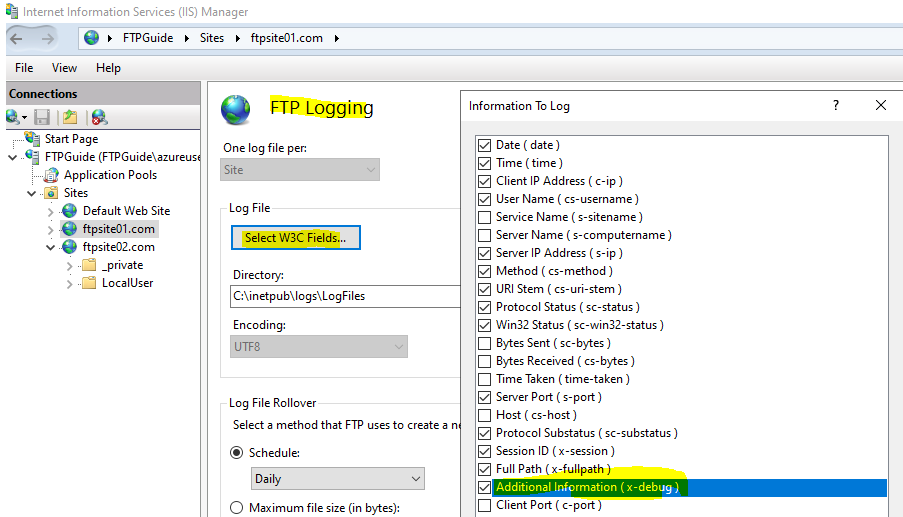 Internet Information Services (IIS) Manager
FTPGuide Sites ftpsite01.com
File View Help
Connections
Start Page
FTPGuide (FTPGuide\azureuse
Application Pools
Sites
Default Web Site
ftpsite01.com
ftpsite02.com
_private
LocalUser
FTP Logging
One log file per:
Site
Log File
Select W3C Fields...
Directory:
C:\inetpub\logs\LogFiles
Encoding:
UTF8
Log File Rollover
Select a method that FTP uses to create a ne
Schedule:
Daily
Maximum file size (in bytes):
Information To Log
?
Date ( date )
Time ( time )
Client IP Address ( c-ip )
User Name ( cs-username )
Service Name ( s-sitename )
Server Name ( s-computername )
Server IP Address ( s-ip )
Method ( cs-method )
URI Stem ( cs-uri-stem )
Protocol Status ( sc-status )
Win32 Status ( sc-win32-status )
Bytes Sent ( sc-bytes )
Bytes Received ( cs-bytes )
Time Taken ( time-taken )
Server Port ( s-port )
Host ( cs-host )
Protocol Substatus ( sc-substatus )
Session ID ( x-session )
Full Path ( x-fullpath )
Additional Information ( x-debug )
Client Port ( c-port )